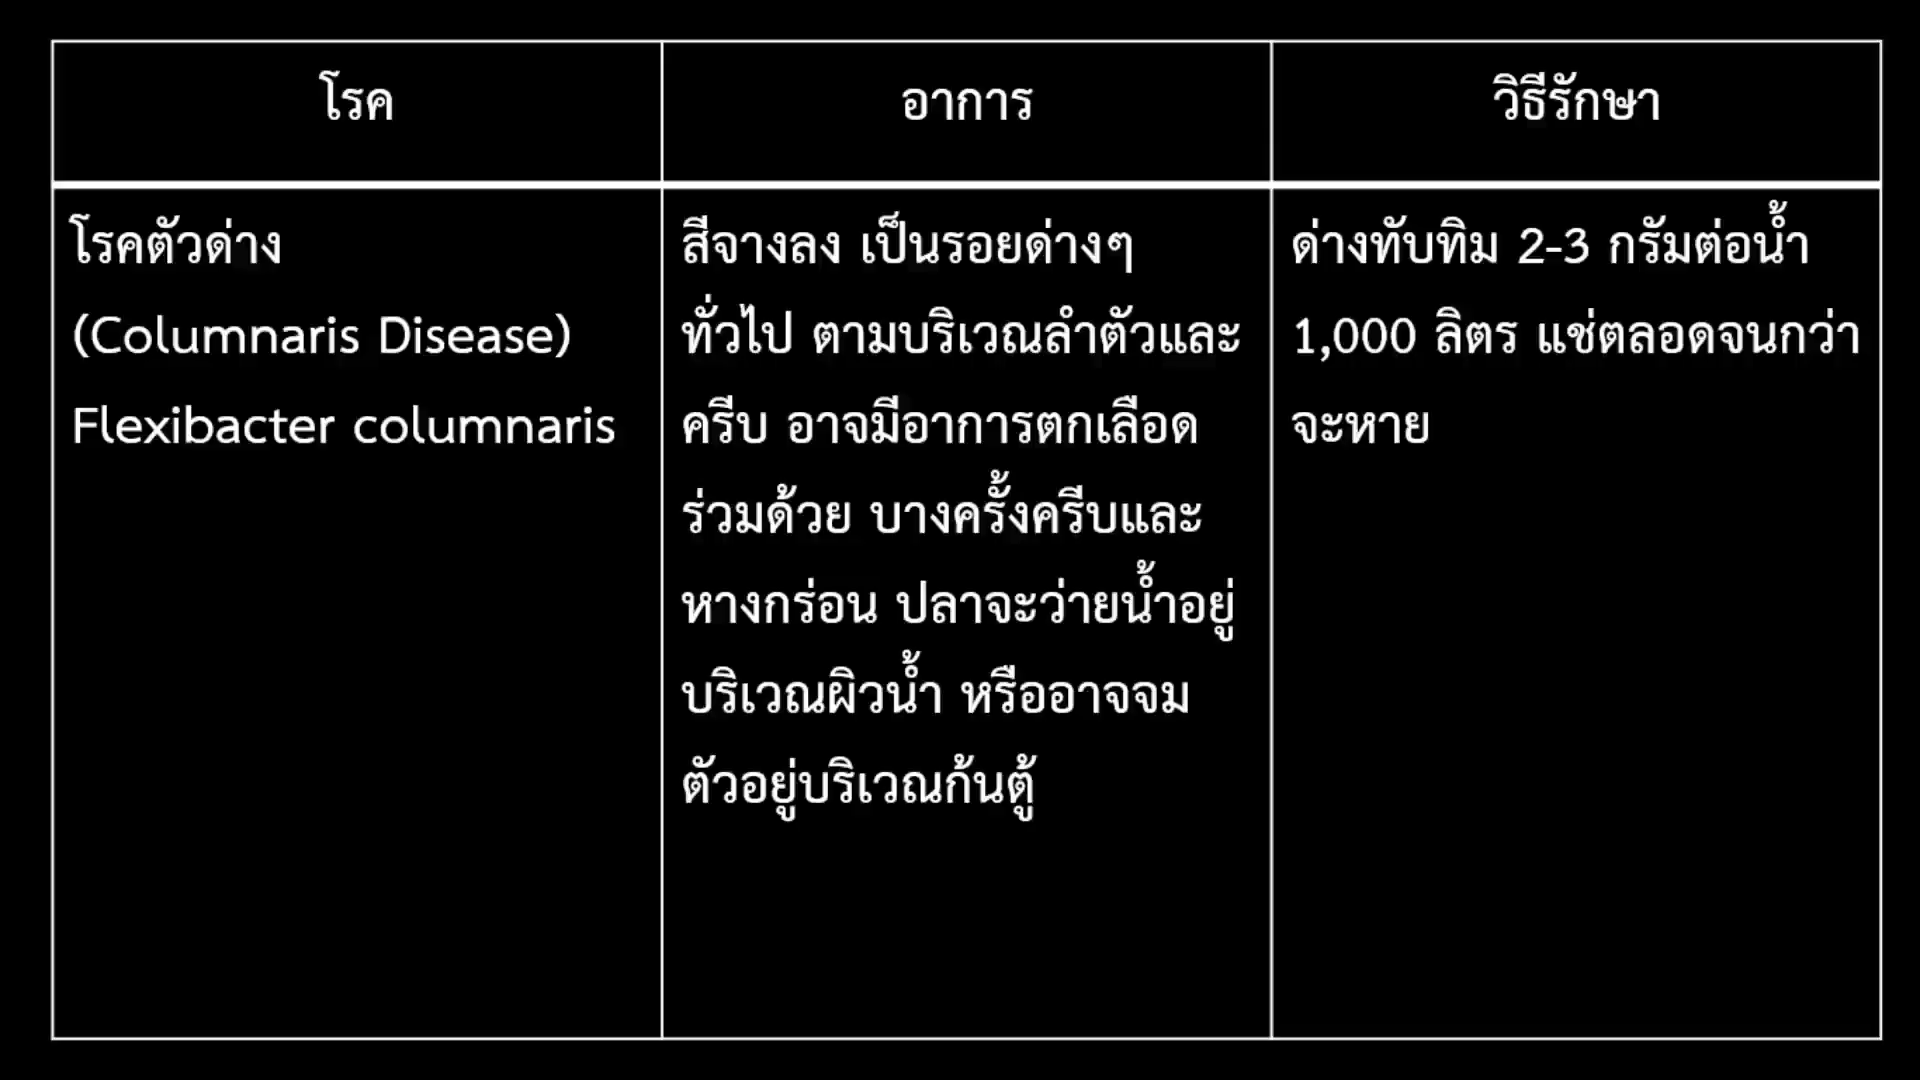 โรค
อาการ
วิธีรักษา
โรคตัวด่าง
(Columnaris Disease)
Flexibacter columnaris
สีจางลง เป็นรอยด่างๆ
ทั่วไป ตามบริเวณลำตัวและ
ครีบ อาจมีอาการตกเลือด
ร่วมด้วย บางครั้งครีบและ
หางกร่อน ปลาจะว่ายน้ำอยู่
บริเวณผิวน้ำ หรืออาจจม
ตัวอยู่บริเวณก้นตู้
ด่างทับทิม 2-3 กรัมต่อน้ำ
1,000 ลิตร แช่ตลอดจนกว่า
จะหาย